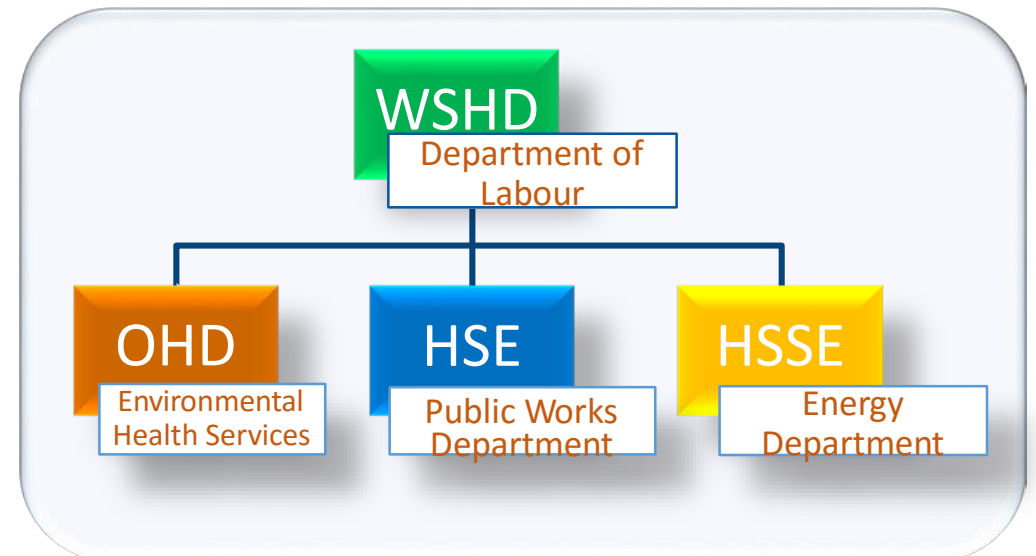 WSHD
Department of
Labour
OHD
Environmental
Health Services
HSE
Public Works
Department
HSSE
Energy
Department